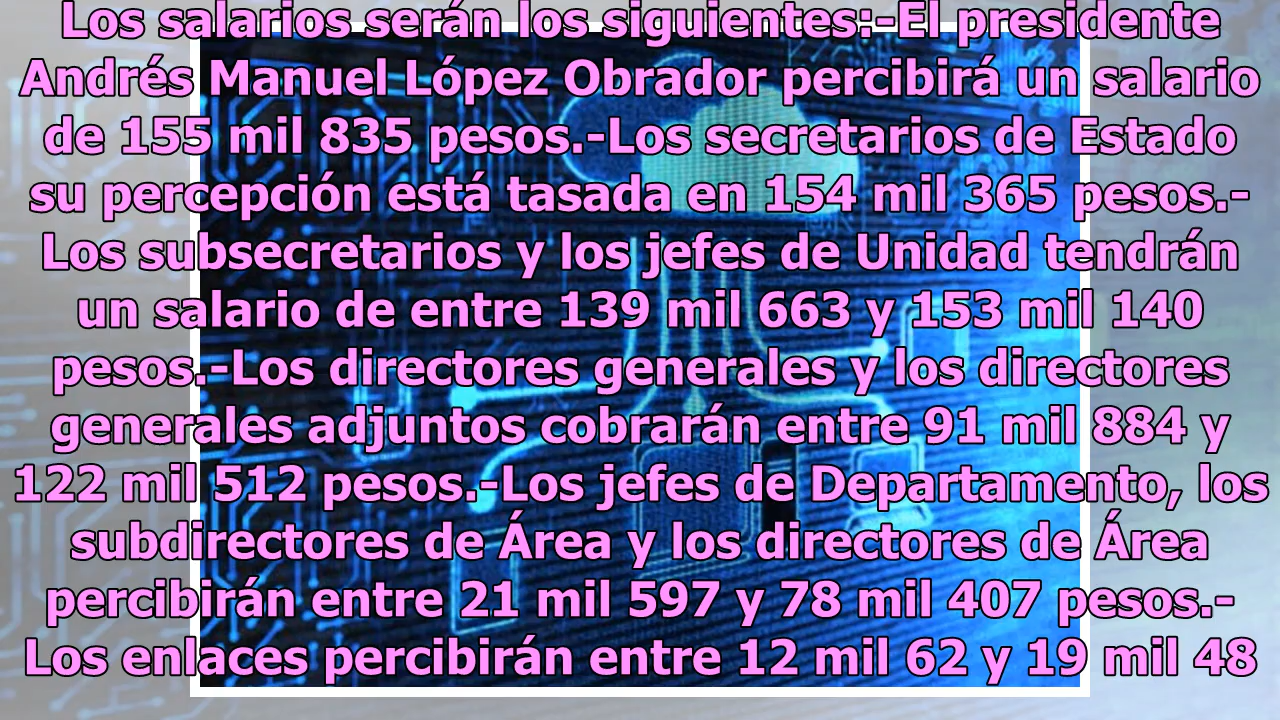 Los salarios serán los siguientes:-El presidente
Andrés Manuel López Obrador percibirá un salario
de 155 mil 835 pesos.-Los secretarios de Estado
su percepción está tasada en 154 mil 365 pesos.-
Los subsecretarios y los jefes de Unidad tendrán
un salario de entre 139 mil 663 y 153 mil 140
pesos.-Los directores generales y los directores
generales adjuntos cobrarán entre 91 mil 884 y
122 mil 512 pesos.-Los jefes de Departamento, los
subdirectores de Área y los directores de Área
percibirán entre 21 mil 597 y 78 mil 407 pesos.-
Los enlaces percibirán entre 12 mil 62 y 19 mil 48